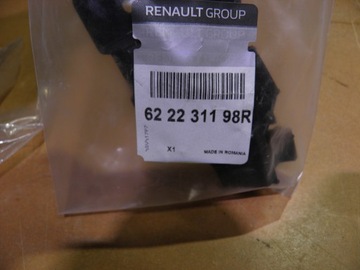 RENAULT GROUP
62 22 311 98R
X1
MADE IN ROMANIA